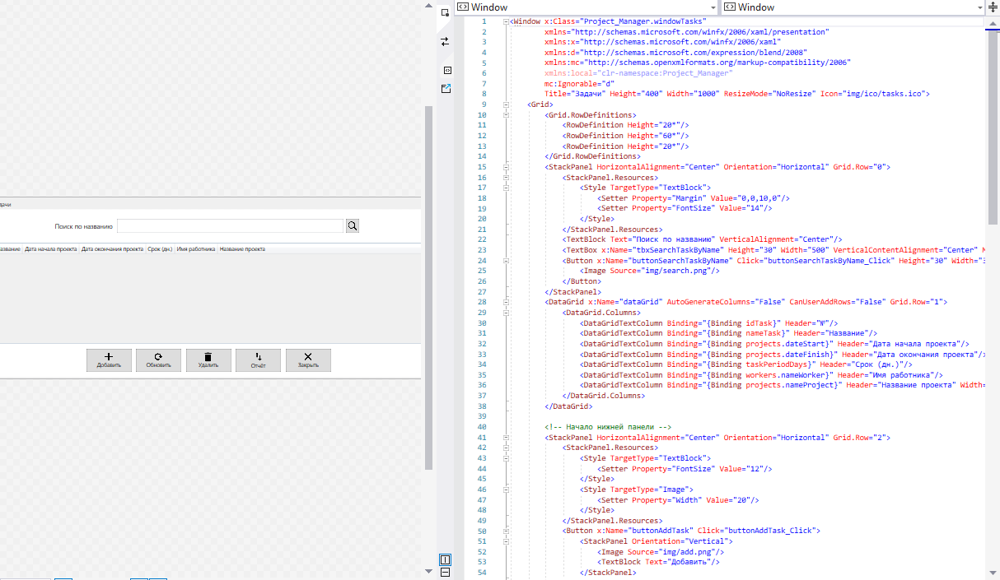 Window
Window
дачи
Поиск по названию
азвание Дата начала проекта Дата окончания проекта Срок (дн.) Имя работника Название проекта
Добавить Обновить Удалить Отчёт Закрыть
1 <Window x:Class="Project_Manager.windowTasks"
2 xmlns="http://schemas.microsoft.com/winfx/2006/xaml/presentation"
3 xmlns:x="http://schemas.microsoft.com/winfx/2006/xaml"
4 xmlns:d="http://schemas.microsoft.com/expression/blend/2008"
5 xmlns:mc="http://schemas.openxmlformats.org/markup-compatibility/2006"
6 xmlns:local="clr-namespace:Project_Manager"
7 mc:Ignorable="d"
8 Title="Задачи" Height="400" Width="1000" ResizeMode="NoResize" Icon="img/ico/tasks.ico">
9 <Grid>
10 <Grid.RowDefinitions>
11 <RowDefinition Height="20*"/>
12 <RowDefinition Height="60*"/>
13 <RowDefinition Height="20*"/>
14 </Grid.RowDefinitions>
15 <StackPanel HorizontalAlignment="Center" Orientation="Horizontal" Grid.Row="0">
16 <StackPanel.Resources>
17 <Style TargetType="TextBlock">
18 <Setter Property="Margin" Value="0,0,10,0"/>
19 <Setter Property="FontSize" Value="14"/>
20 </Style>
21 </StackPanel.Resources>
22 <TextBlock Text="Поиск по названию" VerticalAlignment="Center"/>
23 <TextBox x:Name="tbxSearchTaskByName" Height="30" Width="500" VerticalContentAlignment="Center"
24 <Button x:Name="buttonSearchTaskByName" Click="buttonSearchTaskByName_Click" Height="30" Width="3
25 <Image Source="img/search.png"/>
26 </Button>
27 </StackPanel>
28 <DataGrid x:Name="dataGrid" AutoGenerateColumns="False" CanUserAddRows="False" Grid.Row="1">
29 <DataGrid.Columns>
30 <DataGridTextColumn Binding="{Binding idTask}" Header="№"/>
31 <DataGridTextColumn Binding="{Binding nameTask}" Header="Название"/>
32 <DataGridTextColumn Binding="{Binding projects.dateStart}" Header="Дата начала проекта"/>
33 <DataGridTextColumn Binding="{Binding projects.dateFinish}" Header="Дата окончания проекта"/
34 <DataGridTextColumn Binding="{Binding taskPeriodDays}" Header="Срок (дн.)"/>
35 <DataGridTextColumn Binding="{Binding workers.nameWorker}" Header="Имя работника"/>
36 <DataGridTextColumn Binding="{Binding projects.nameProject}" Header="Название проекта" Width=
37 </DataGrid.Columns>
38 </DataGrid>
39
40 <!-- Начало нижней панели -->
41 <StackPanel HorizontalAlignment="Center" Orientation="Horizontal" Grid.Row="2">
42 <StackPanel.Resources>
43 <Style TargetType="TextBlock">
44 <Setter Property="FontSize" Value="12"/>
45 </Style>
46 <Style TargetType="Image">
47 <Setter Property="Width" Value="20"/>
48 </Style>
49 </StackPanel.Resources>
50 <Button x:Name="buttonAddTask" Click="buttonAddTask_Click">
51 <StackPanel Orientation="Vertical">
52 <Image Source="img/add.png"/>
53 <TextBlock Text="Добавить"/>
54 </StackPanel>